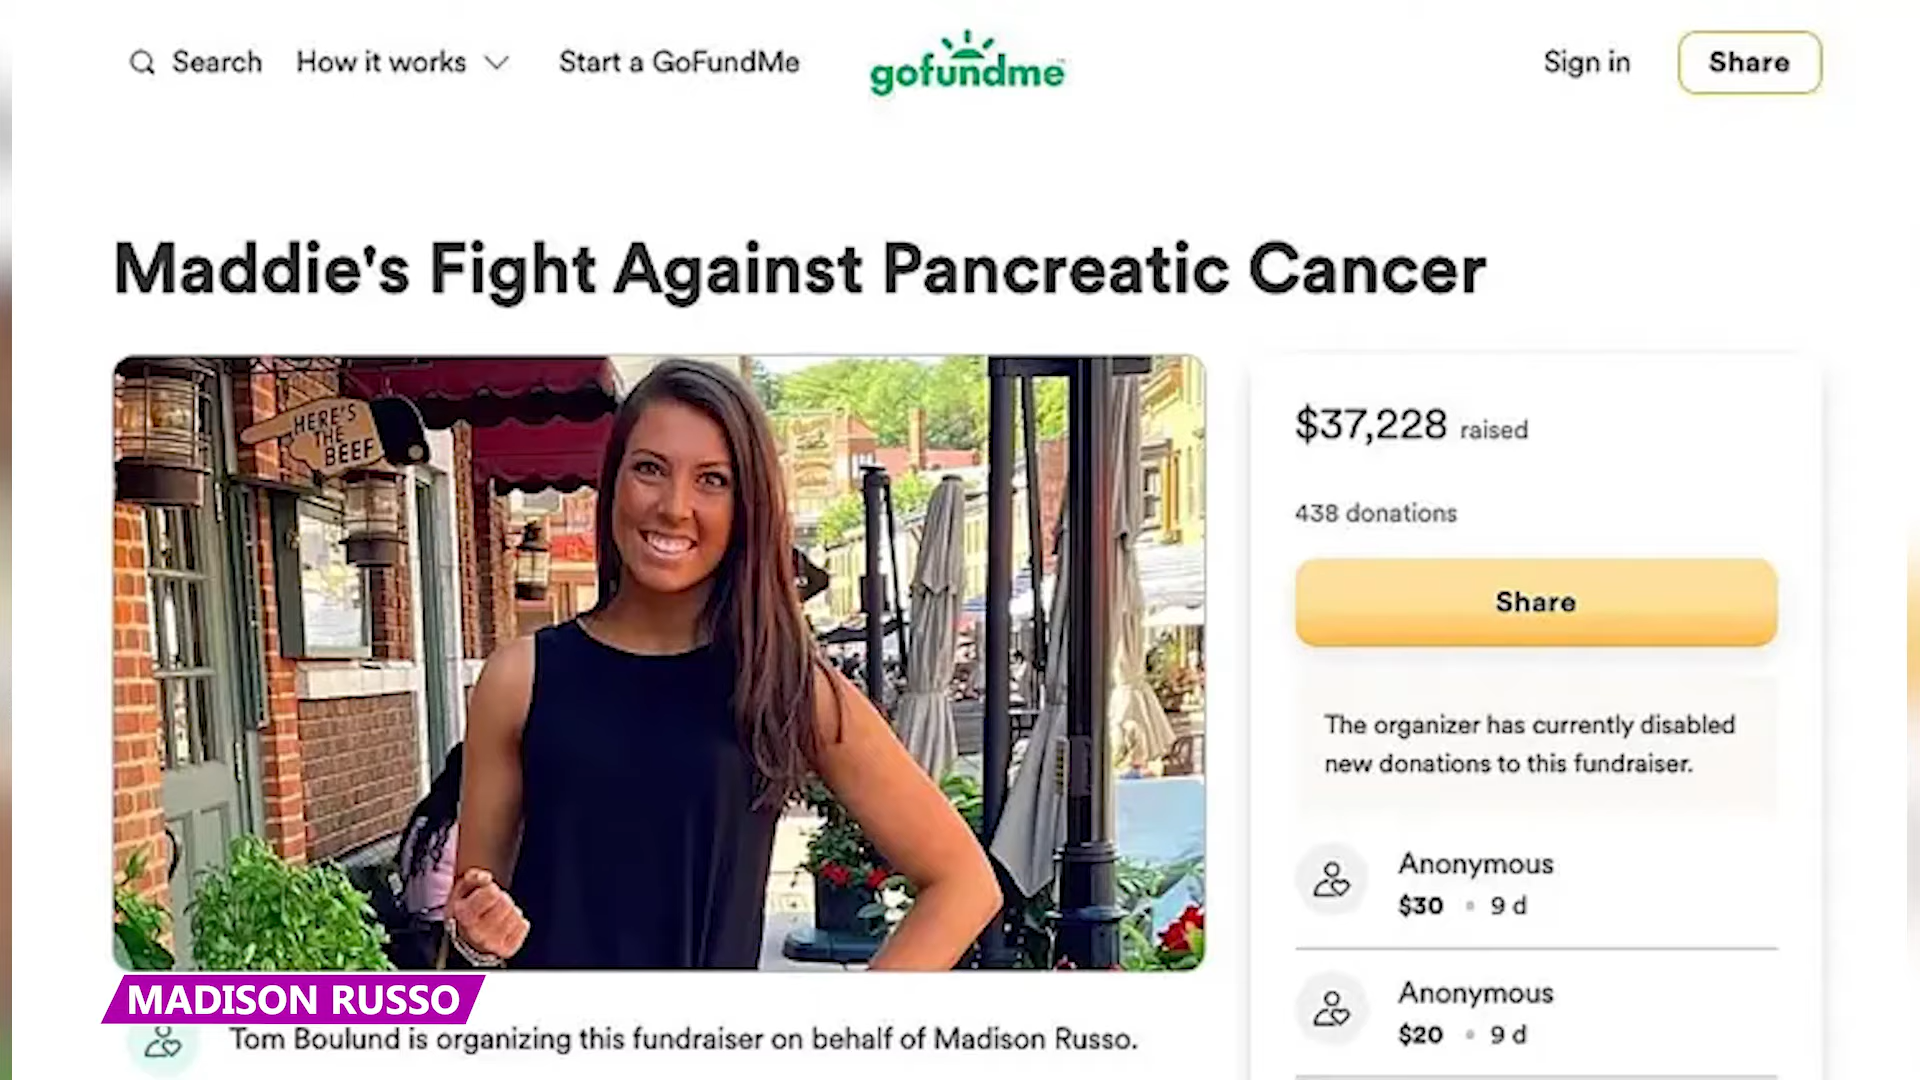 Search How it works Start a GoFundMe gofundme Sign in Share
Maddie's Fight Against Pancreatic Cancer
HERE'S
THE
BEEF
$37,228 raised
438 donations
Share
The organizer has currently disabled
new donations to this fundraiser.
Anonymous
$30 • 9 d
Anonymous
$20 • 9 d
MADISON RUSSO
Tom Boulund is organizing this fundraiser on behalf of Madison Russo.